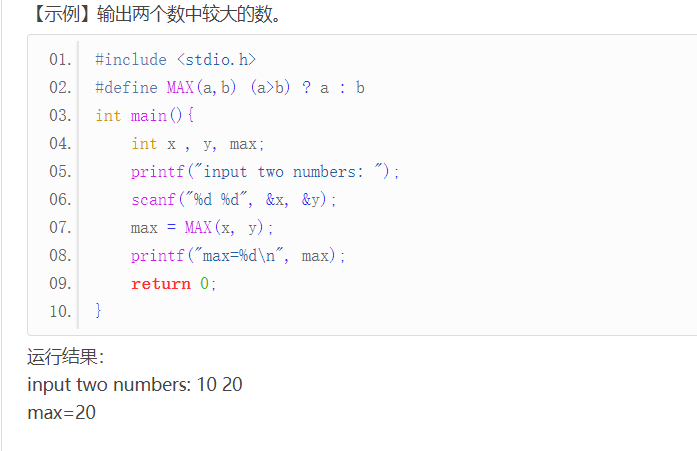 【示例】输出两个数中较大的数。
01. #include <stdio.h>
02. #define MAX(a,b) (a>b) ? a : b
03. int main(){
04. int x , y, max;
05. printf("input two numbers: ");
06. scanf("%d %d", &x, &y);
07. max = MAX(x, y);
08. printf("max=%d\n", max);
09. return 0;
10. }
运行结果：
input two numbers: 10 20
max=20